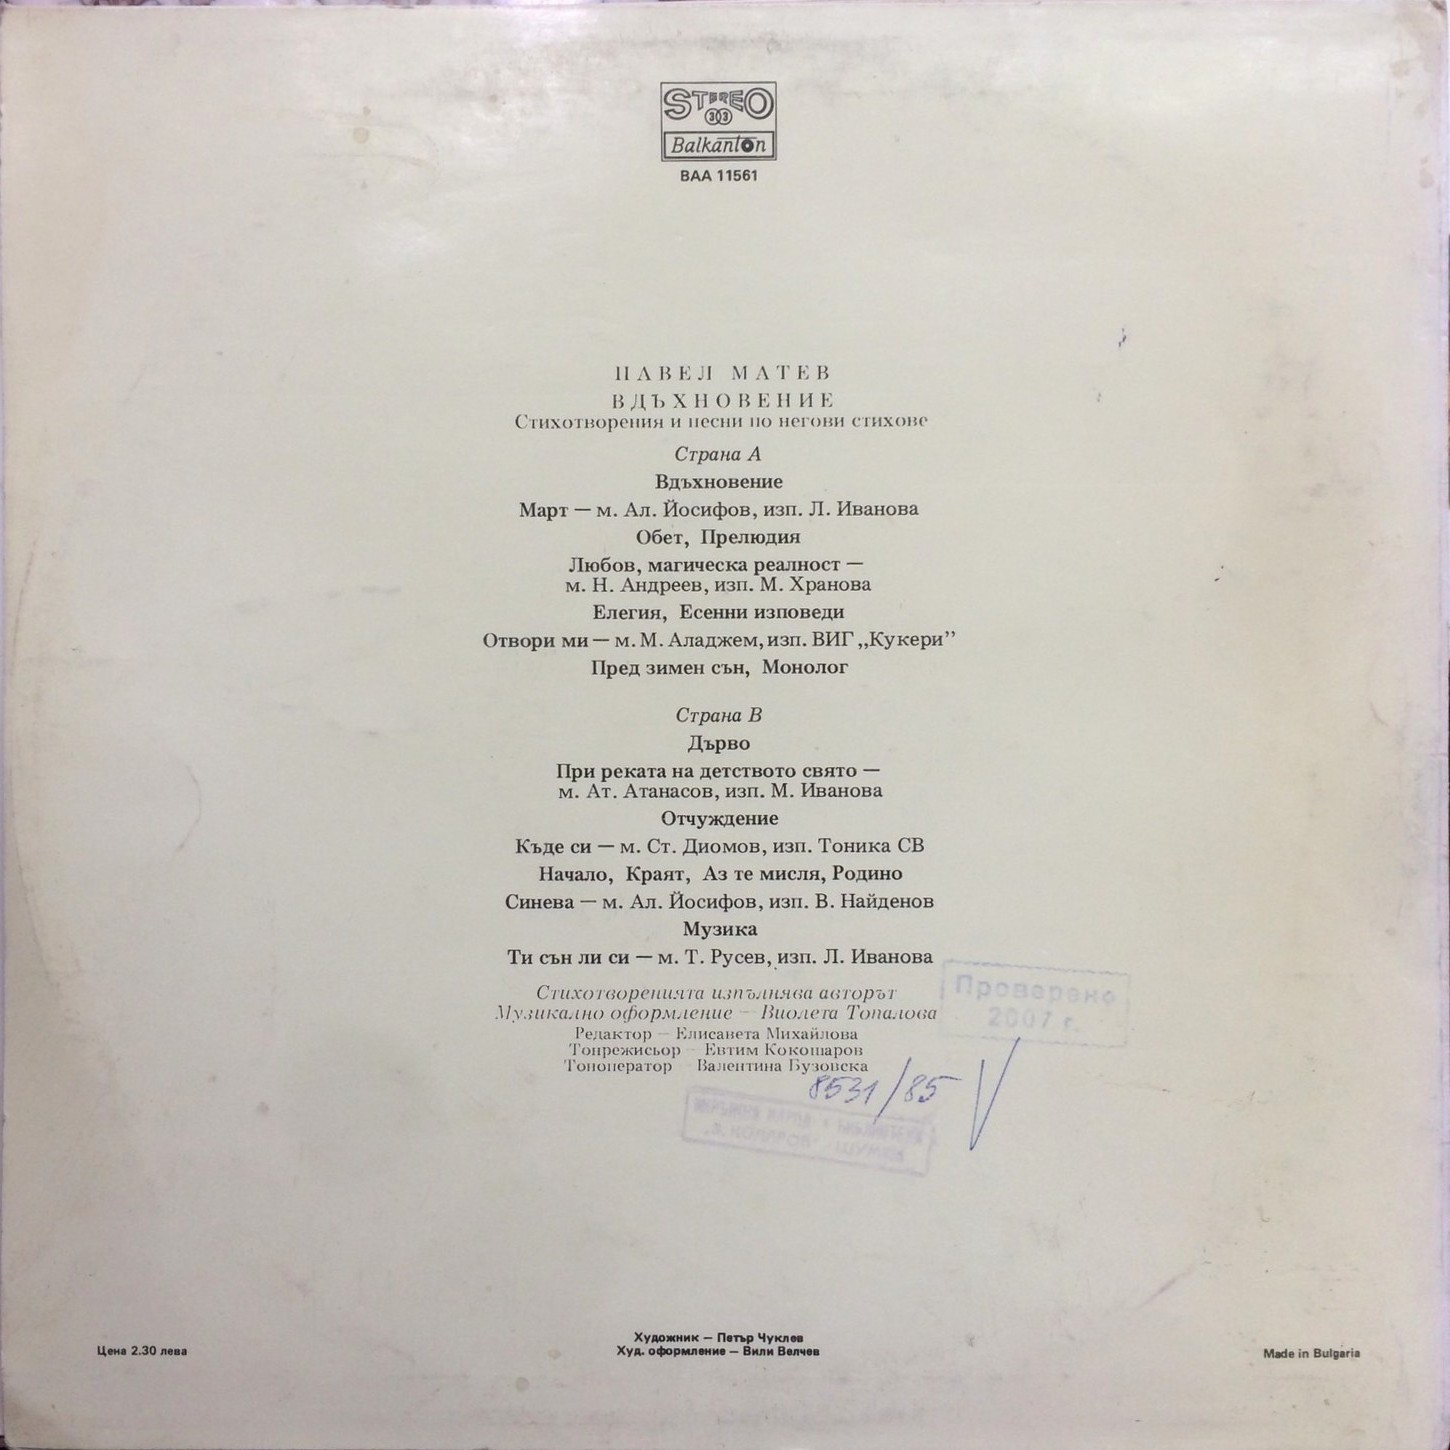 STEREO
33
Balkanton
ВАА 11561
ПАВЕЛ МАТЕВ
ВДЪХНОВЕНИЕ
Стихотворения и песни по негови стихове
Страна А
Вдъхновение
Март — м. Ал. Йосифов, изп. Л. Иванова
Обет, Прелюдия
Любов, магическа реалност —
м. Н. Андреев, изп. М. Хранова
Елегия, Есенни изповеди
Отвори ми — м. М. Аладжем, изп. ВИГ „Кукери”
Пред зимен сън, Монолог
Страна В
Дърво
При реката на детството свято —
м. Ат. Атанасов, изп. М. Иванова
Отчуждение
Къде си — м. Ст. Диомов, изп. Тоника СВ
Начало, Краят, Аз те мисля, Родино
Синева — м. Ал. Йосифов, изп. В. Найденов
Музика
Ти сън ли си — м. Т. Русев, изп. Л. Иванова
Стихотворенията изпълнява авторът
Музикално оформление — Виолета Топалова
Редактор — Елисавета Михайлова
Тонрежисьор — Евтим Кокошаров
Тоноператор — Валентина Бузовска
Проверено
2007 г.
8531/85
„В. КОЛАРОВ" ШУМЕН
Художник — Петър Чуклев
Худ. оформление — Вили Велчев
Цена 2.30 лева
Made in Bulgaria